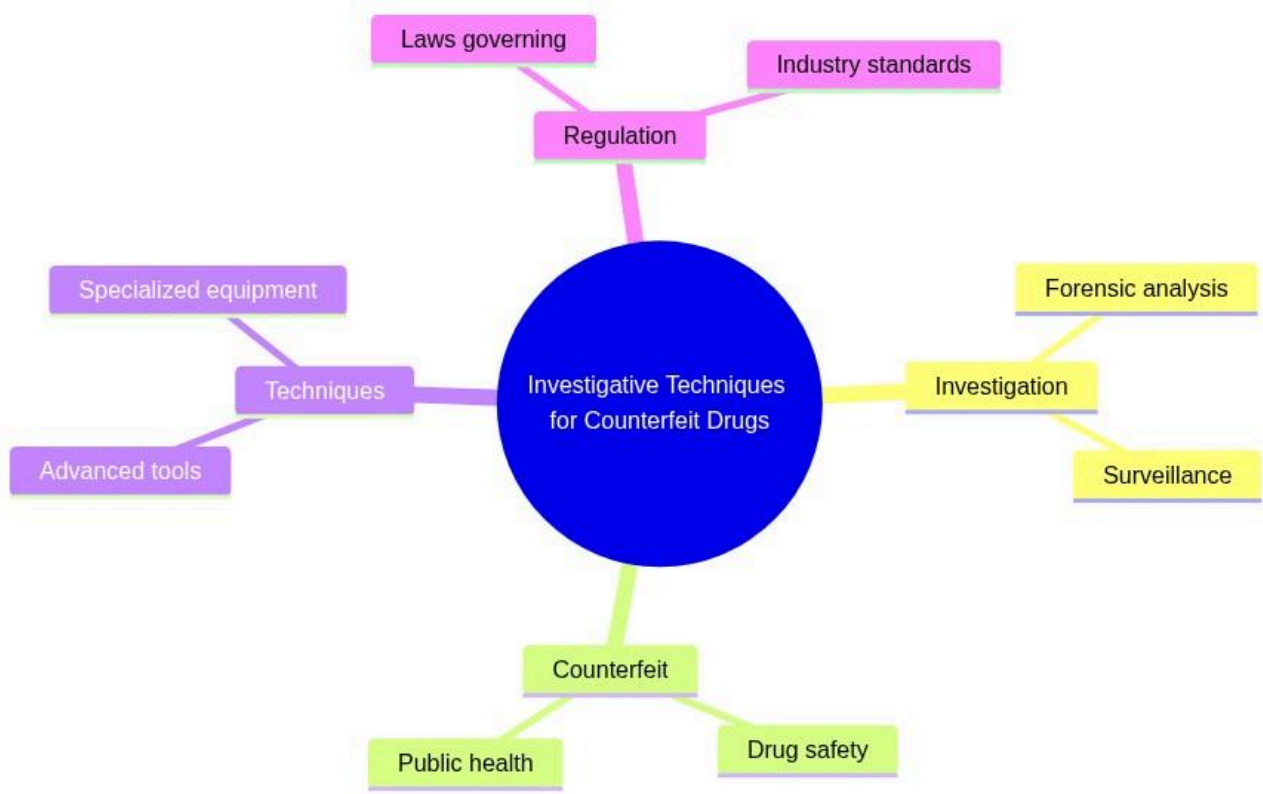 Laws governing
Industry standards
Regulation
Specialized equipment
Forensic analysis
Techniques
Investigative Techniques
for Counterfeit Drugs
Investigation
Advanced tools
Surveillance
Counterfeit
Public health
Drug safety